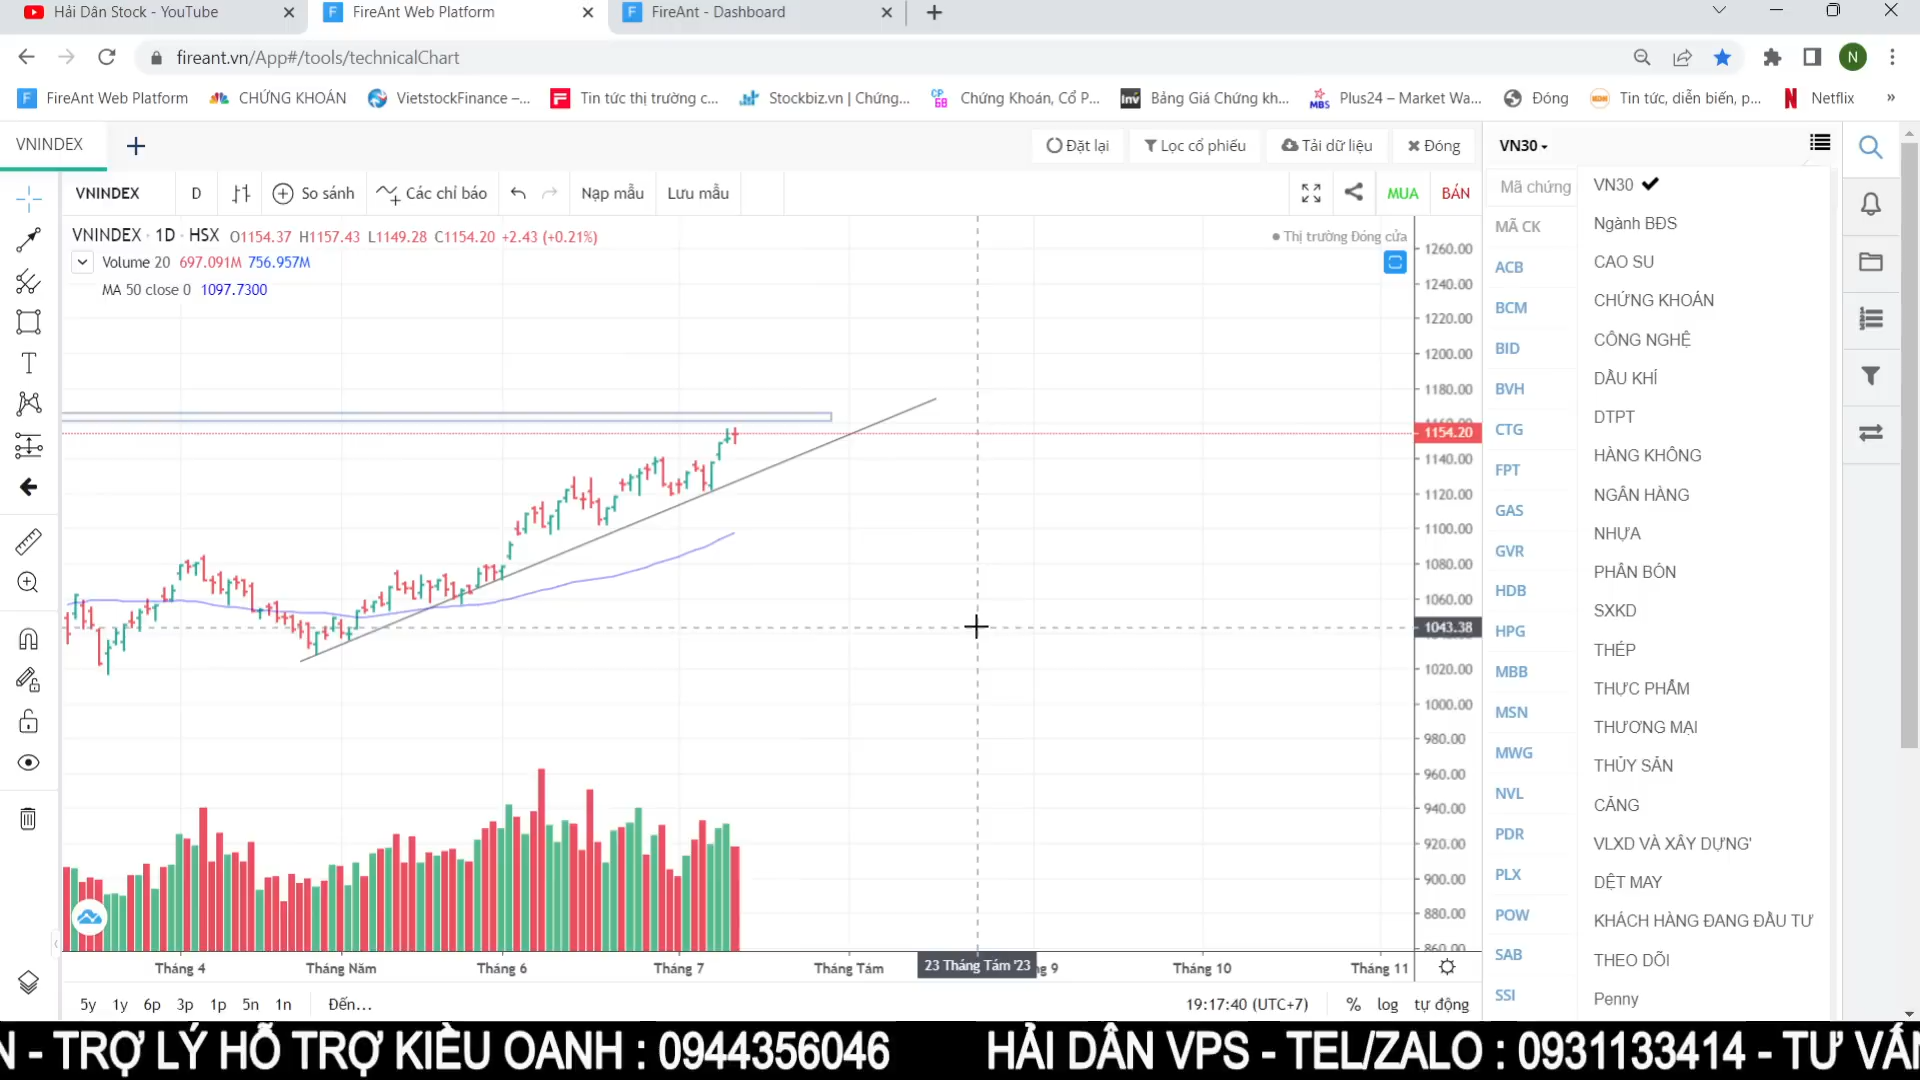 Hải Dân Stock - YouTube
FireAnt Web Platform
FireAnt - Dashboard
fireant.vn/App#/tools/technicalChart
N
FireAnt Web Platform
CHỨNG KHOÁN
VietstockFinance –...
Tin tức thị trường c...
Stockbiz.vn | Chứng...
Chứng Khoán, Cổ P...
Bảng Giá Chứng kh...
Plus24 – Market Wa...
Đóng
Tin tức, diễn biến, p...
Netflix
»
VNINDEX
Đặt lại
Lọc cổ phiếu
Tải dữ liệu
Đóng
VN30
VNINDEX
D
So sánh
Các chỉ báo
Nạp mẫu
Lưu mẫu
MUA
BÁN
VNINDEX · 1D · HSX O1154.37 H1157.43 L1149.28 C1154.20 +2.43 (+0.21%)
Thị trường Đóng cửa
Volume 20 697.091M 756.957M
MA 50 close 0 1097.7300
1260.00
1240.00
1220.00
1200.00
1180.00
1154.20
1140.00
1120.00
1100.00
1080.00
1060.00
1043.38
1020.00
1000.00
980.00
960.00
940.00
920.00
900.00
880.00
860.00
Tháng 4
Tháng Năm
Tháng 6
Tháng 7
Tháng Tám
23 Tháng Tám '23
g 9
Tháng 10
Tháng 11
5y 1y 6p 3p 1p 5n 1n Đến...
19:17:40 (UTC+7) % log tự động
Mã chứng
MÃ CK
ACB
BCM
BID
BVH
CTG
FPT
GAS
GVR
HDB
HPG
MBB
MSN
MWG
NVL
PDR
PLX
POW
SAB
SSI
VN30
Ngành BĐS
CAO SU
CHỨNG KHOÁN
CÔNG NGHỆ
DẦU KHÍ
DTPT
HÀNG KHÔNG
NGÂN HÀNG
NHỰA
PHÂN BÓN
SXKD
THÉP
THỰC PHẨM
THƯƠNG MẠI
THỦY SẢN
CẢNG
VLXD VÀ XÂY DỰNG'
DỆT MAY
KHÁCH HÀNG ĐANG ĐẦU TƯ
THEO DÕI
Penny
N - TRỢ LÝ HỖ TRỢ KIỀU OANH : 0944356046 HẢI DÂN VPS - TEL/ZALO : 0931133414 - TƯ VẤN